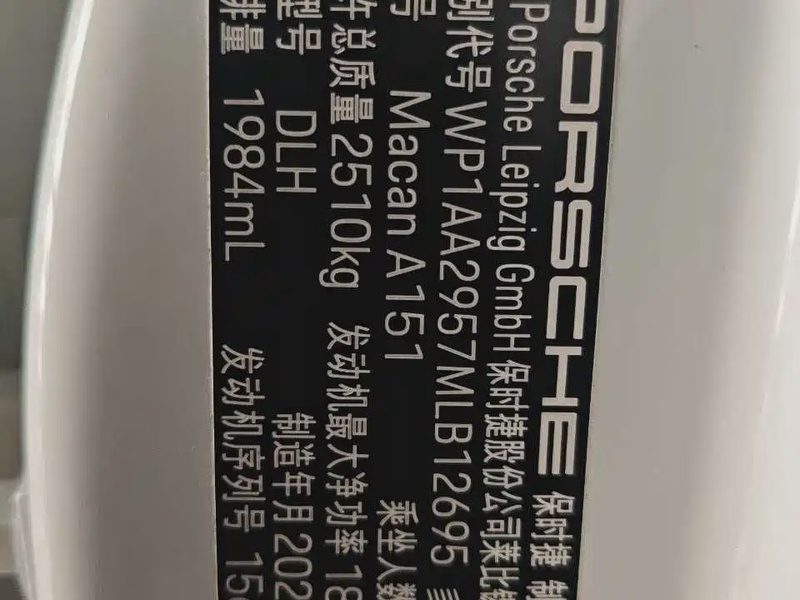 PORSCHE 保时捷 制
Porsche Leipzig GmbH 保时捷股份公司莱比锡
别代号 WP1AA2957MLB12695
号 Macan A151 乘坐人数
件总质量 2510kg 发动机最大净功率 18
型号 DLH 制造年月 202
排量 1984mL 发动机序列号 15